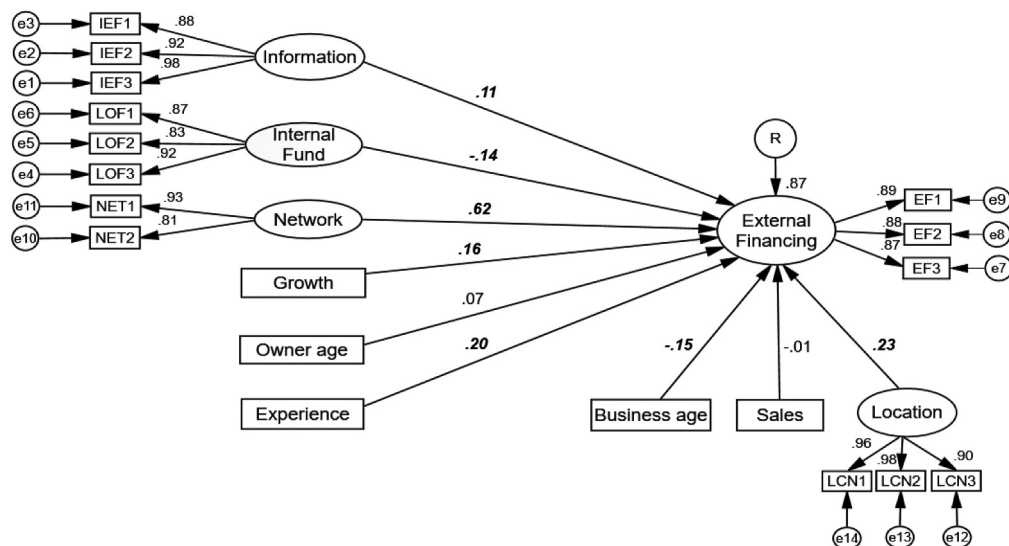 e3
IEF1
.88
e2
IEF2
.92
e1
IEF3
.98
Information
.11
e6
LOF1
.87
e5
LOF2
.83
e4
LOF3
.92
Internal
Fund
-.14
e11
NET1
.93
e10
NET2
.81
Network
.62
R
.87
External
Financing
.89
EF1
e9
.88
EF2
e8
.87
EF3
e7
Growth
.16
Owner age
.07
Experience
.20
Business age
-.15
Sales
-.01
Location
.23
.96
.98
.90
LCN1
LCN2
LCN3
e14
e13
e12